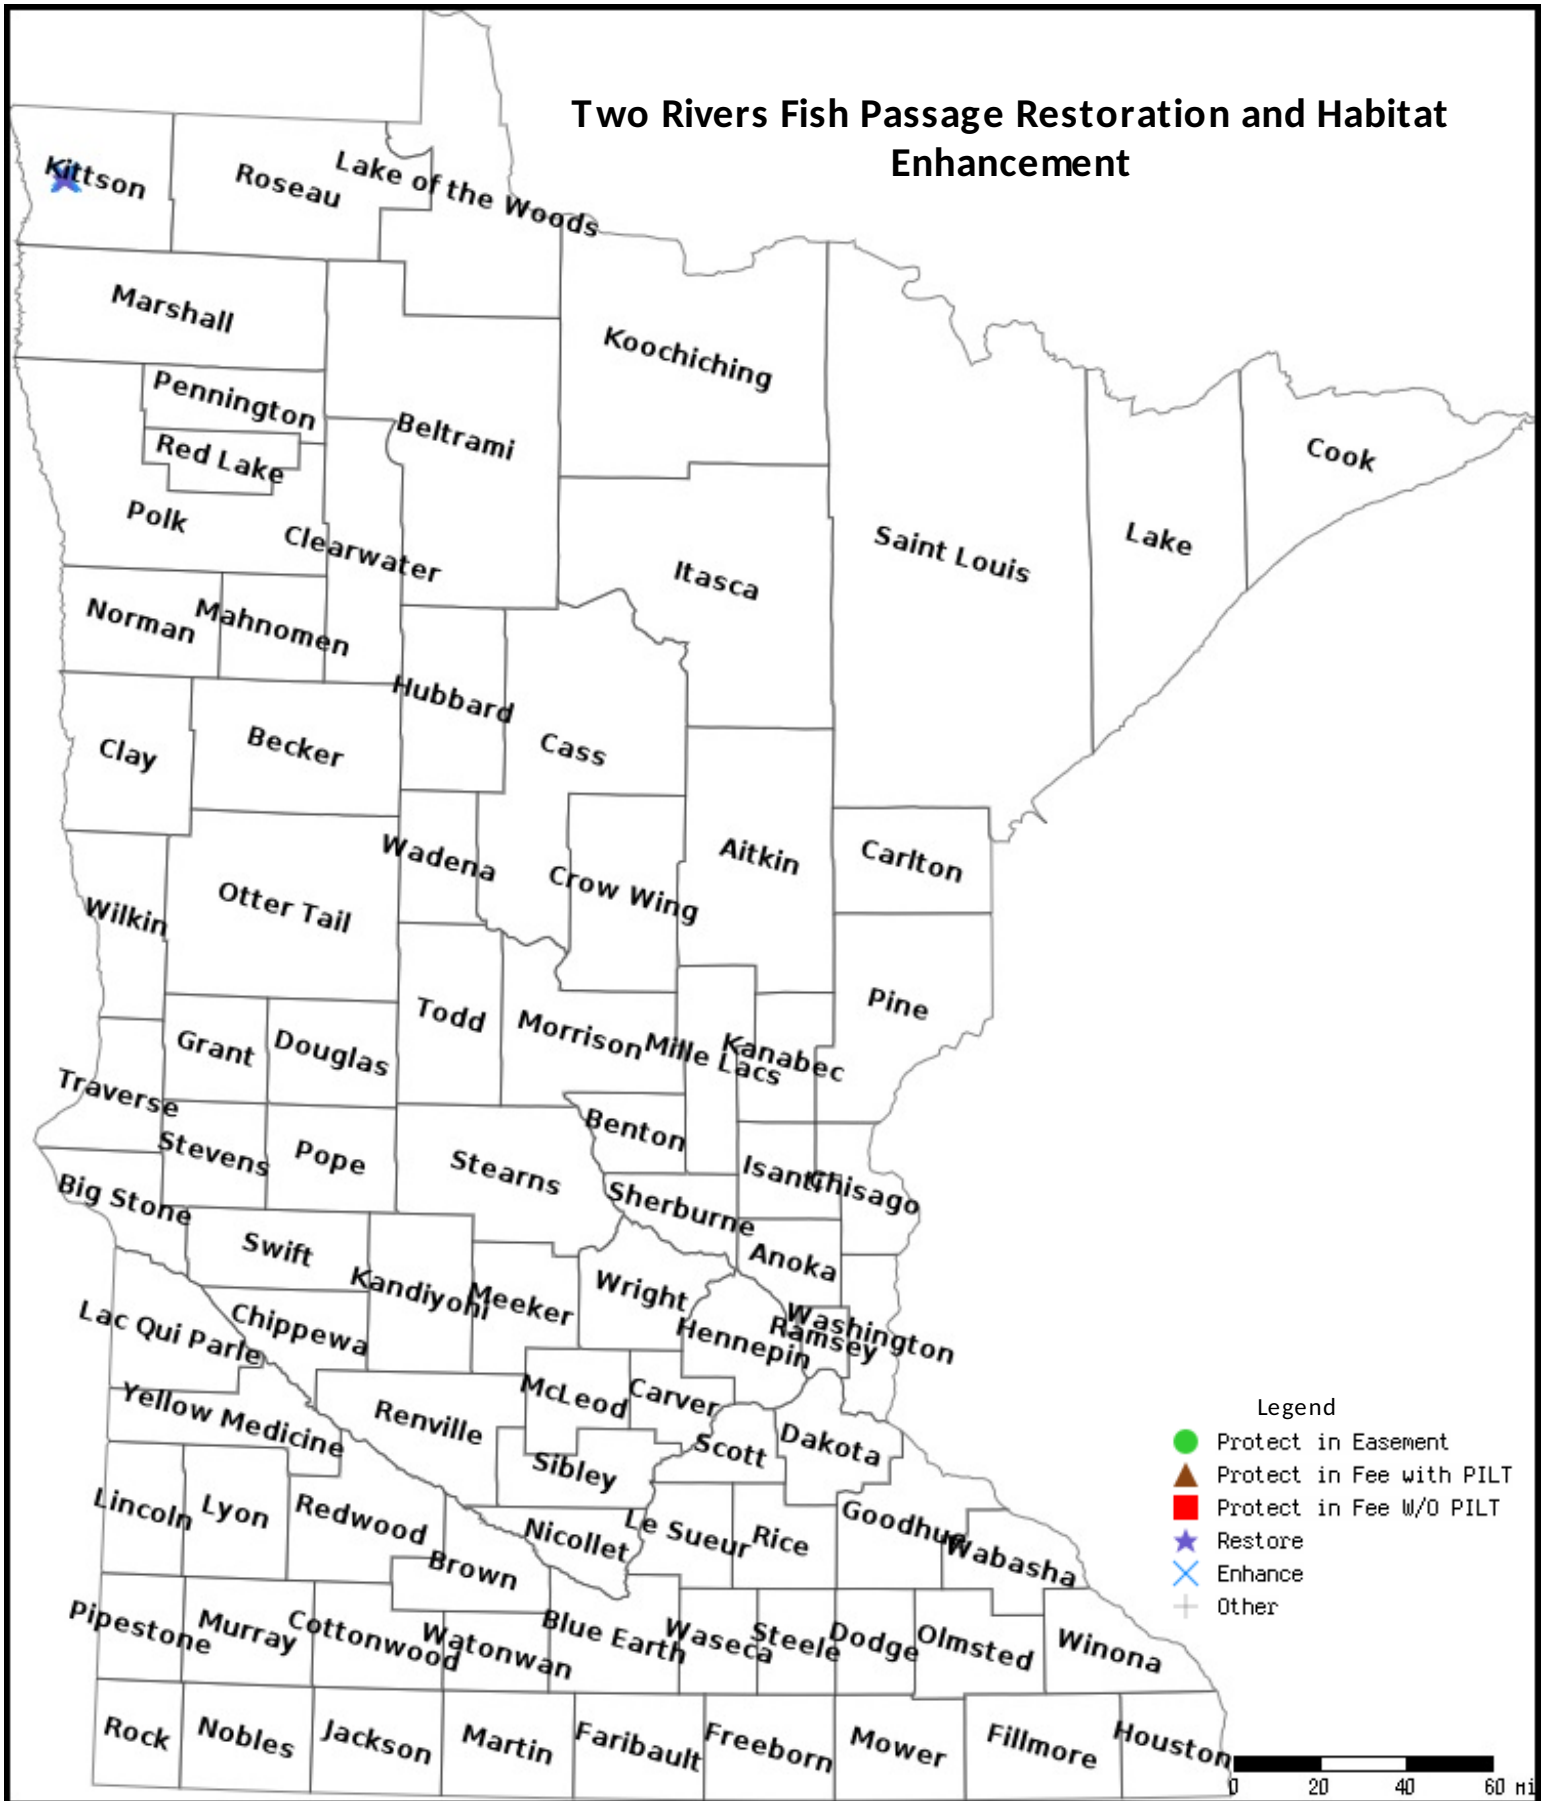 Two Rivers Fish Passage Restoration and Habitat
Enhancement
Kittson
Roseau
Lake of the Woods
Marshall
Koochiching
Pennington
Beltrami
Red Lake
Cook
Polk
Clearwater
Saint Louis
Lake
Itasca
Norman
Mahnomen
Hubbard
Clay
Becker
Cass
Wadena
Aitkin
Carlton
Otter Tail
Crow Wing
Wilkin
Todd
Pine
Grant
Douglas
Morrison
Mille Lacs
Kanabec
Traverse
Benton
Stevens
Pope
Stearns
Isanti
Chisago
Big Stone
Sherburne
Swift
Anoka
Kandiyohi
Meeker
Wright
Lac Qui Parle
Chippewa
Hennepin
Ramsey
Washington
McLeod
Carver
Yellow Medicine
Renville
Scott
Dakota
Sibley
Lincoln
Lyon
Redwood
Nicollet
Le Sueur
Rice
Goodhue
Wabasha
Brown
Pipestone
Murray
Cottonwood
Watonwan
Blue Earth
Waseca
Steele
Dodge
Olmsted
Winona
Rock
Nobles
Jackson
Martin
Faribault
Freeborn
Mower
Fillmore
Houston
Legend
Protect in Easement
Protect in Fee with PILT
Protect in Fee W/O PILT
Restore
Enhance
Other
0 20 40 60 mi